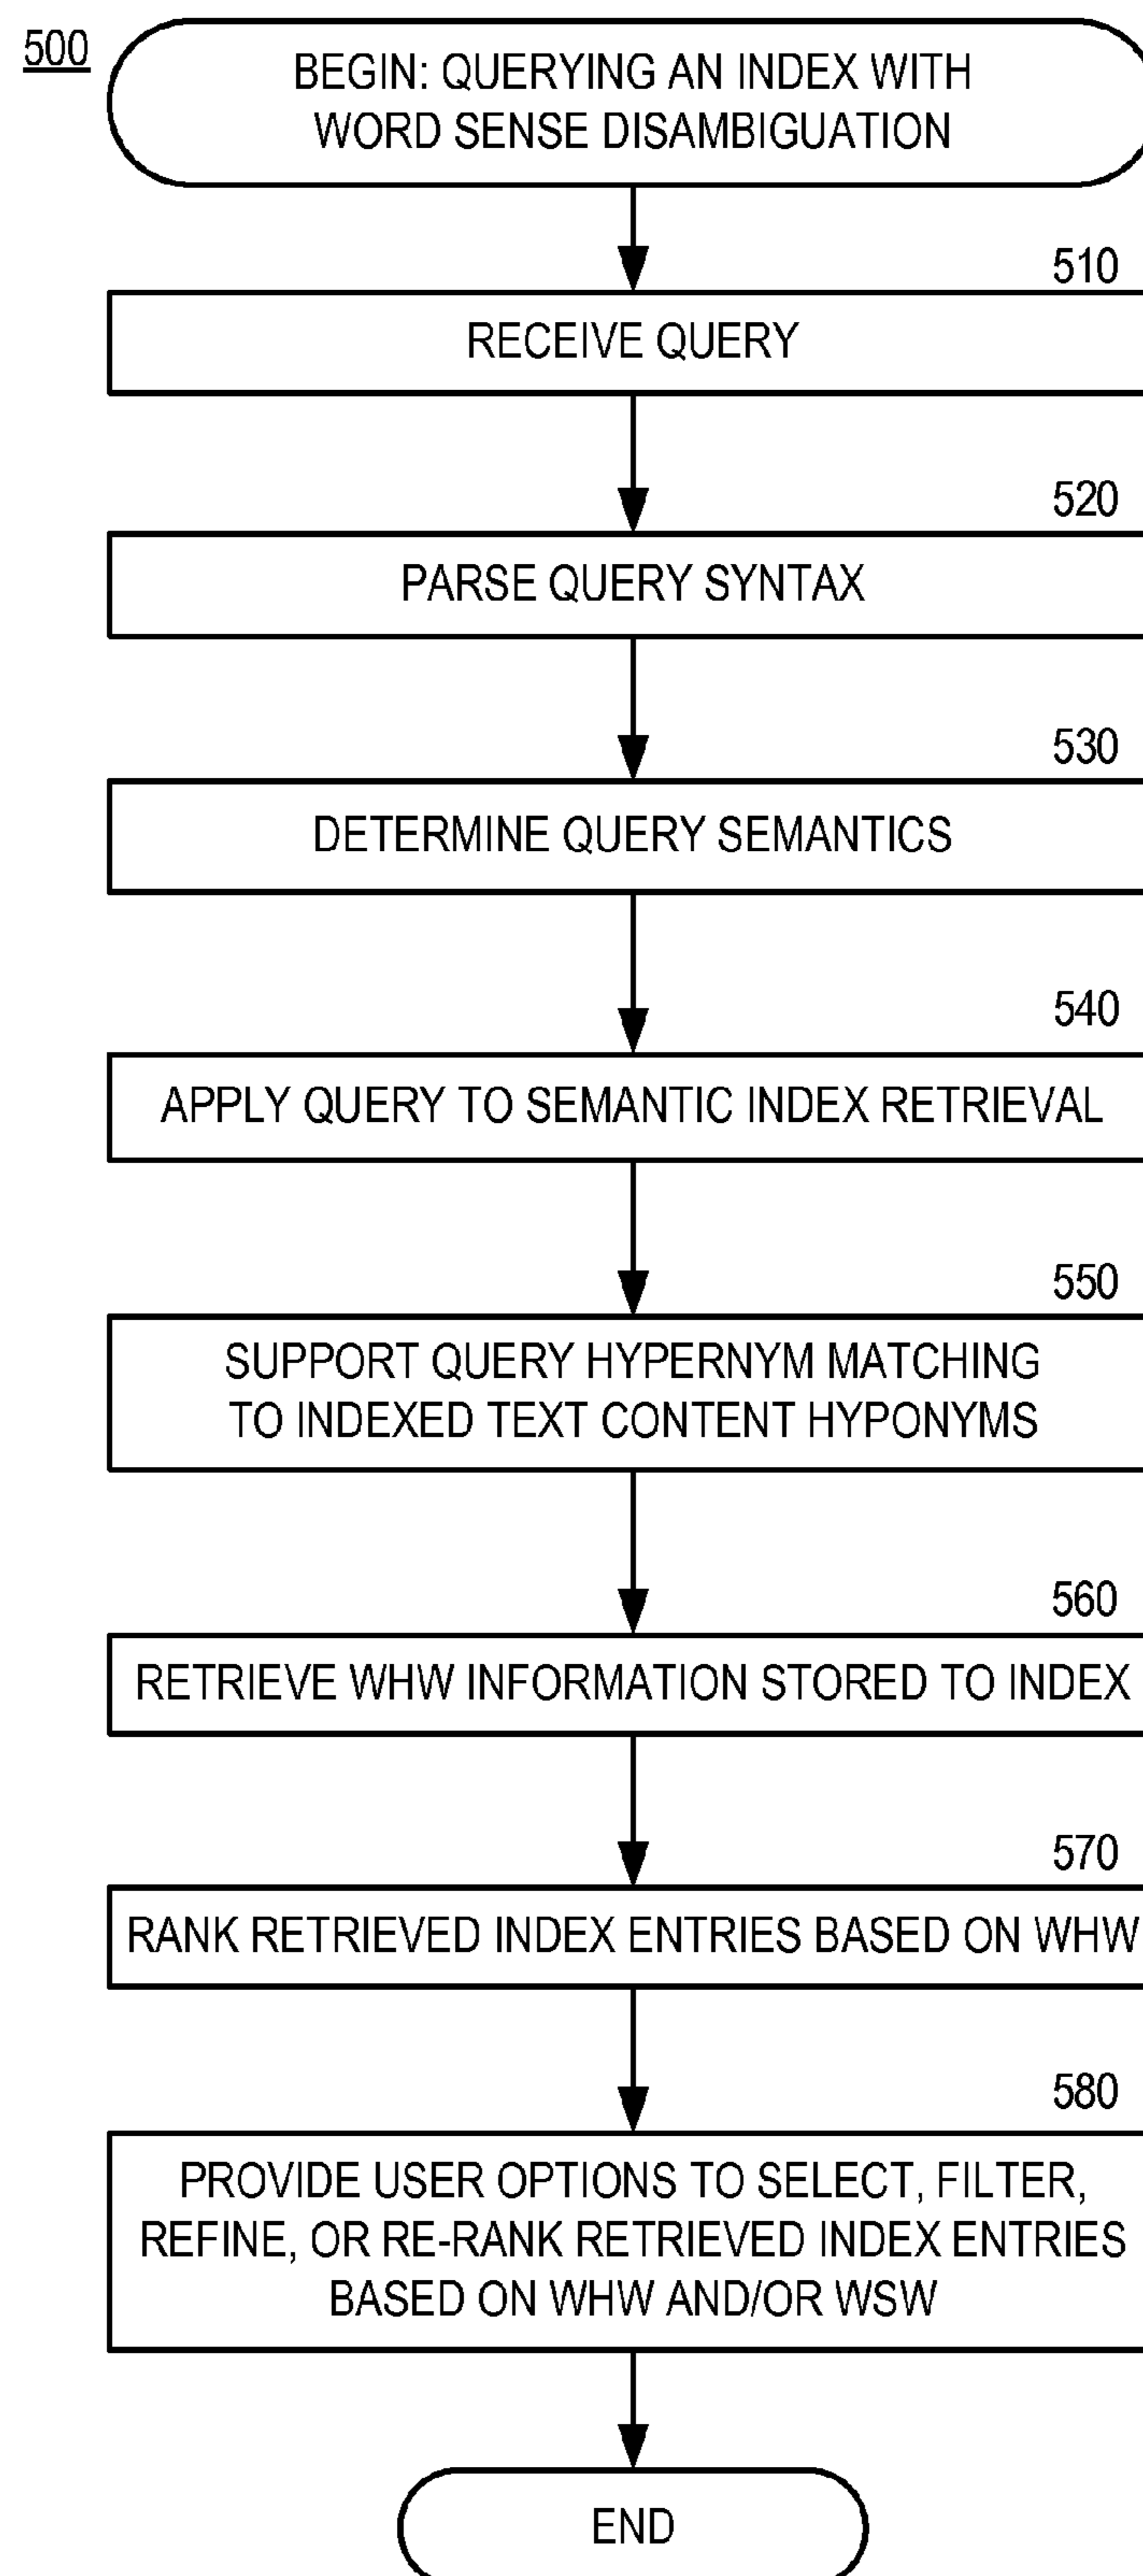 500
BEGIN: QUERYING AN INDEX WITH
WORD SENSE DISAMBIGUATION
510
RECEIVE QUERY
520
PARSE QUERY SYNTAX
530
DETERMINE QUERY SEMANTICS
540
APPLY QUERY TO SEMANTIC INDEX RETRIEVAL
550
SUPPORT QUERY HYPERNYM MATCHING
TO INDEXED TEXT CONTENT HYPONYMS
560
RETRIEVE WHW INFORMATION STORED TO INDEX
570
RANK RETRIEVED INDEX ENTRIES BASED ON WHW
580
PROVIDE USER OPTIONS TO SELECT, FILTER,
REFINE, OR RE-RANK RETRIEVED INDEX ENTRIES
BASED ON WHW AND/OR WSW
END